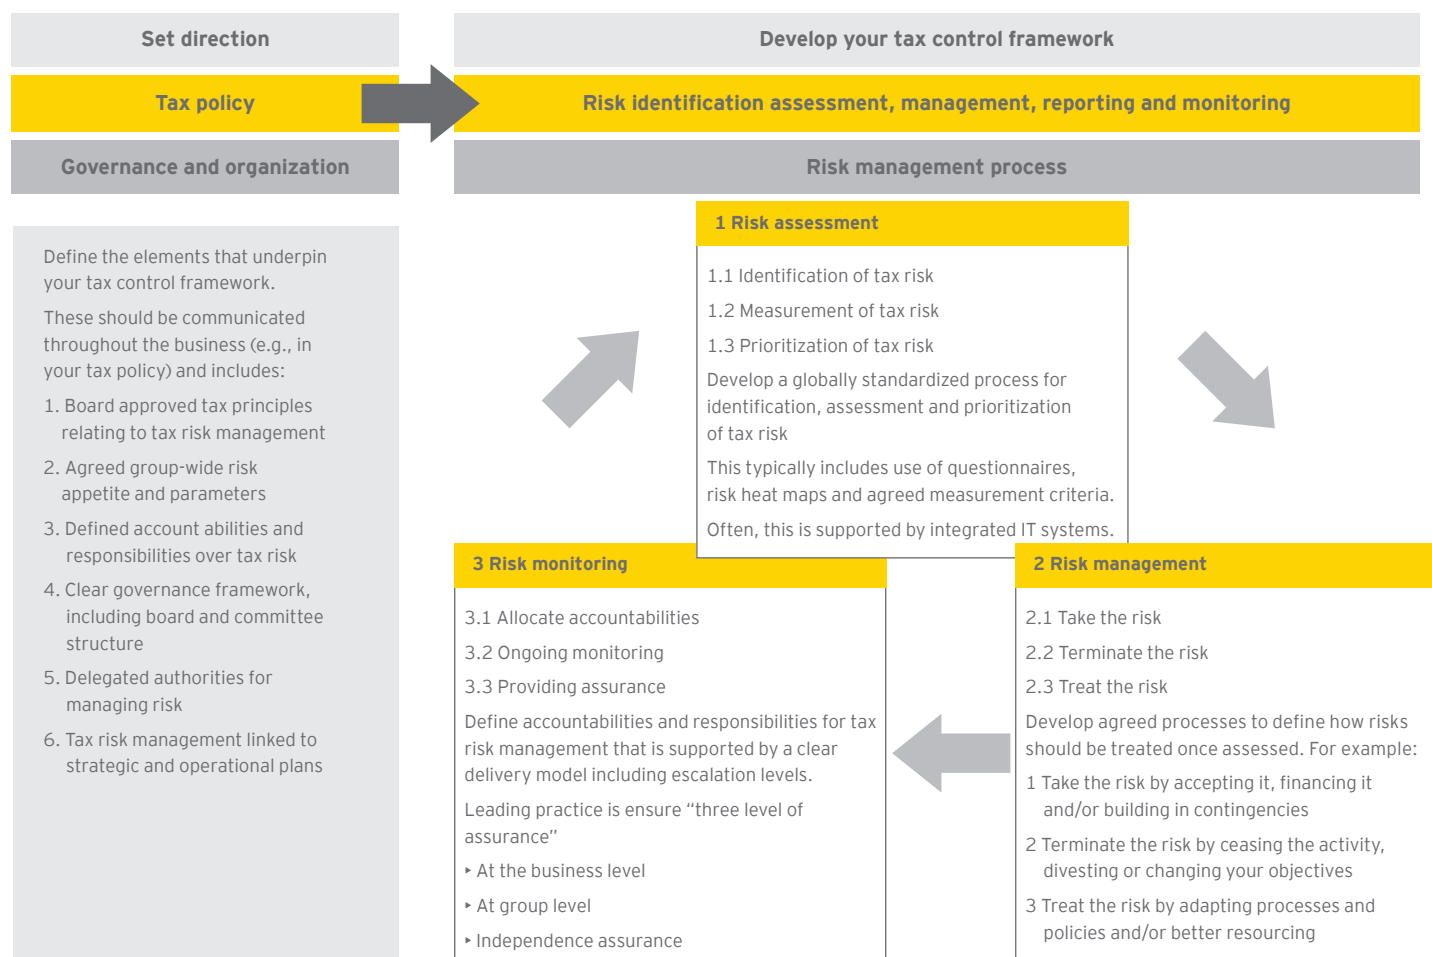 Set direction
Tax policy
Governance and organization
Define the elements that underpin
your tax control framework.
These should be communicated
throughout the business (e.g., in
your tax policy) and includes:
1. Board approved tax principles
relating to tax risk management
2. Agreed group-wide risk
appetite and parameters
3. Defined account abilities and
responsibilities over tax risk
4. Clear governance framework,
including board and committee
structure
5. Delegated authorities for
managing risk
6. Tax risk management linked to
strategic and operational plans
Develop your tax control framework
Risk identification assessment, management, reporting and monitoring
Risk management process
1 Risk assessment
1.1 Identification of tax risk
1.2 Measurement of tax risk
1.3 Prioritization of tax risk
Develop a globally standardized process for
identification, assessment and prioritization
of tax risk
This typically includes use of questionnaires,
risk heat maps and agreed measurement criteria.
Often, this is supported by integrated IT systems.
2 Risk management
2.1 Take the risk
2.2 Terminate the risk
2.3 Treat the risk
Develop agreed processes to define how risks
should be treated once assessed. For example:
1 Take the risk by accepting it, financing it
and/or building in contingencies
2 Terminate the risk by ceasing the activity,
divesting or changing your objectives
3 Treat the risk by adapting processes and
policies and/or better resourcing
3 Risk monitoring
3.1 Allocate accountabilities
3.2 Ongoing monitoring
3.3 Providing assurance
Define accountabilities and responsibilities for tax
risk management that is supported by a clear
delivery model including escalation levels.
Leading practice is ensure “three level of
assurance”
‣ At the business level
‣ At group level
‣ Independence assurance